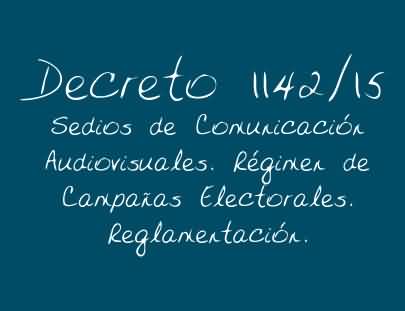 Decreto 1142/15
Sedios de Comunicación
Audiovisuales. Régimen de
Campañas Electorales.
Reglamentación.